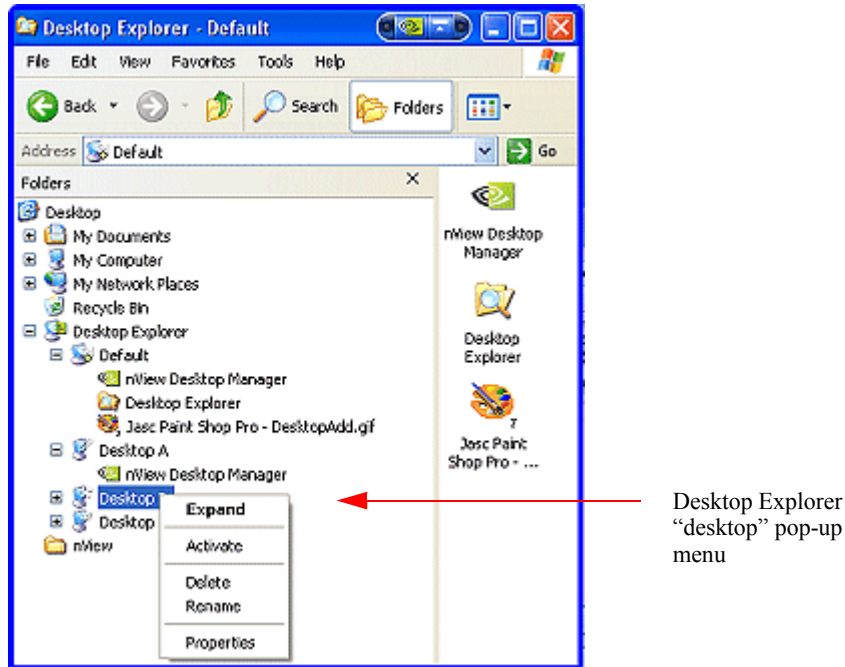 Desktop Explorer - Default
File Edit View Favorites Tools Help
Back Search Folders
Address Default Go
Folders
Desktop
My Documents
My Computer
My Network Places
Recycle Bin
Desktop Explorer
Default
nView Desktop Manager
Desktop Explorer
Jasc Paint Shop Pro - DesktopAdd.gif
Desktop A
nView Desktop Manager
Desktop
Desktop
nView
Expand
Activate
Delete
Rename
Properties
nView Desktop
Manager
Desktop
Explorer
7
Jasc Paint
Shop Pro - ...
Desktop Explorer
“desktop” pop-up
menu